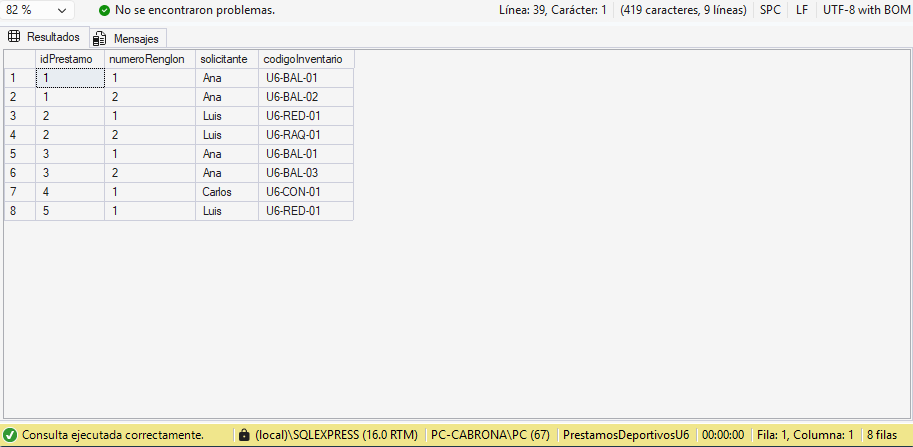 82 % No se encontraron problemas. Línea: 39, Carácter: 1 (419 caracteres, 9 líneas) SPC LF UTF-8 with BOM
Resultados Mensajes
idPrestamo numeroRenglon solicitante codigoInventario
1 1 1 Ana U6-BAL-01
2 1 2 Ana U6-BAL-02
3 2 1 Luis U6-RED-01
4 2 2 Luis U6-RAQ-01
5 3 1 Ana U6-BAL-01
6 3 2 Ana U6-BAL-03
7 4 1 Carlos U6-CON-01
8 5 1 Luis U6-RED-01
Consulta ejecutada correctamente. (local)\SQLEXPRESS (16.0 RTM) PC-CABRONA\PC (67) PrestamosDeportivosU6 00:00:00 Fila: 1, Columna: 1 8 filas